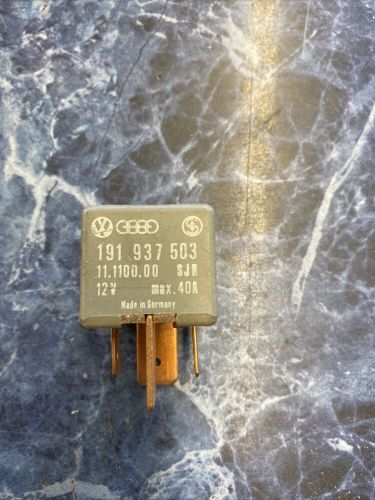 191 937 503
11.1100.00 SJR
12V max.40A
Made in Germany